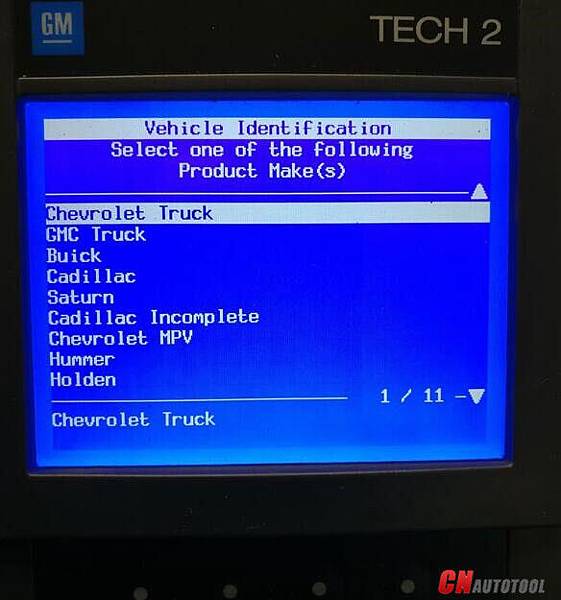 GM
TECH 2
Vehicle Identification
Select one of the following
Product Make(s)
Chevrolet Truck
GMC Truck
Buick
Cadillac
Saturn
Cadillac Incomplete
Chevrolet MPV
Hummer
Holden
1 / 11
Chevrolet Truck
CNAUTOTOOL